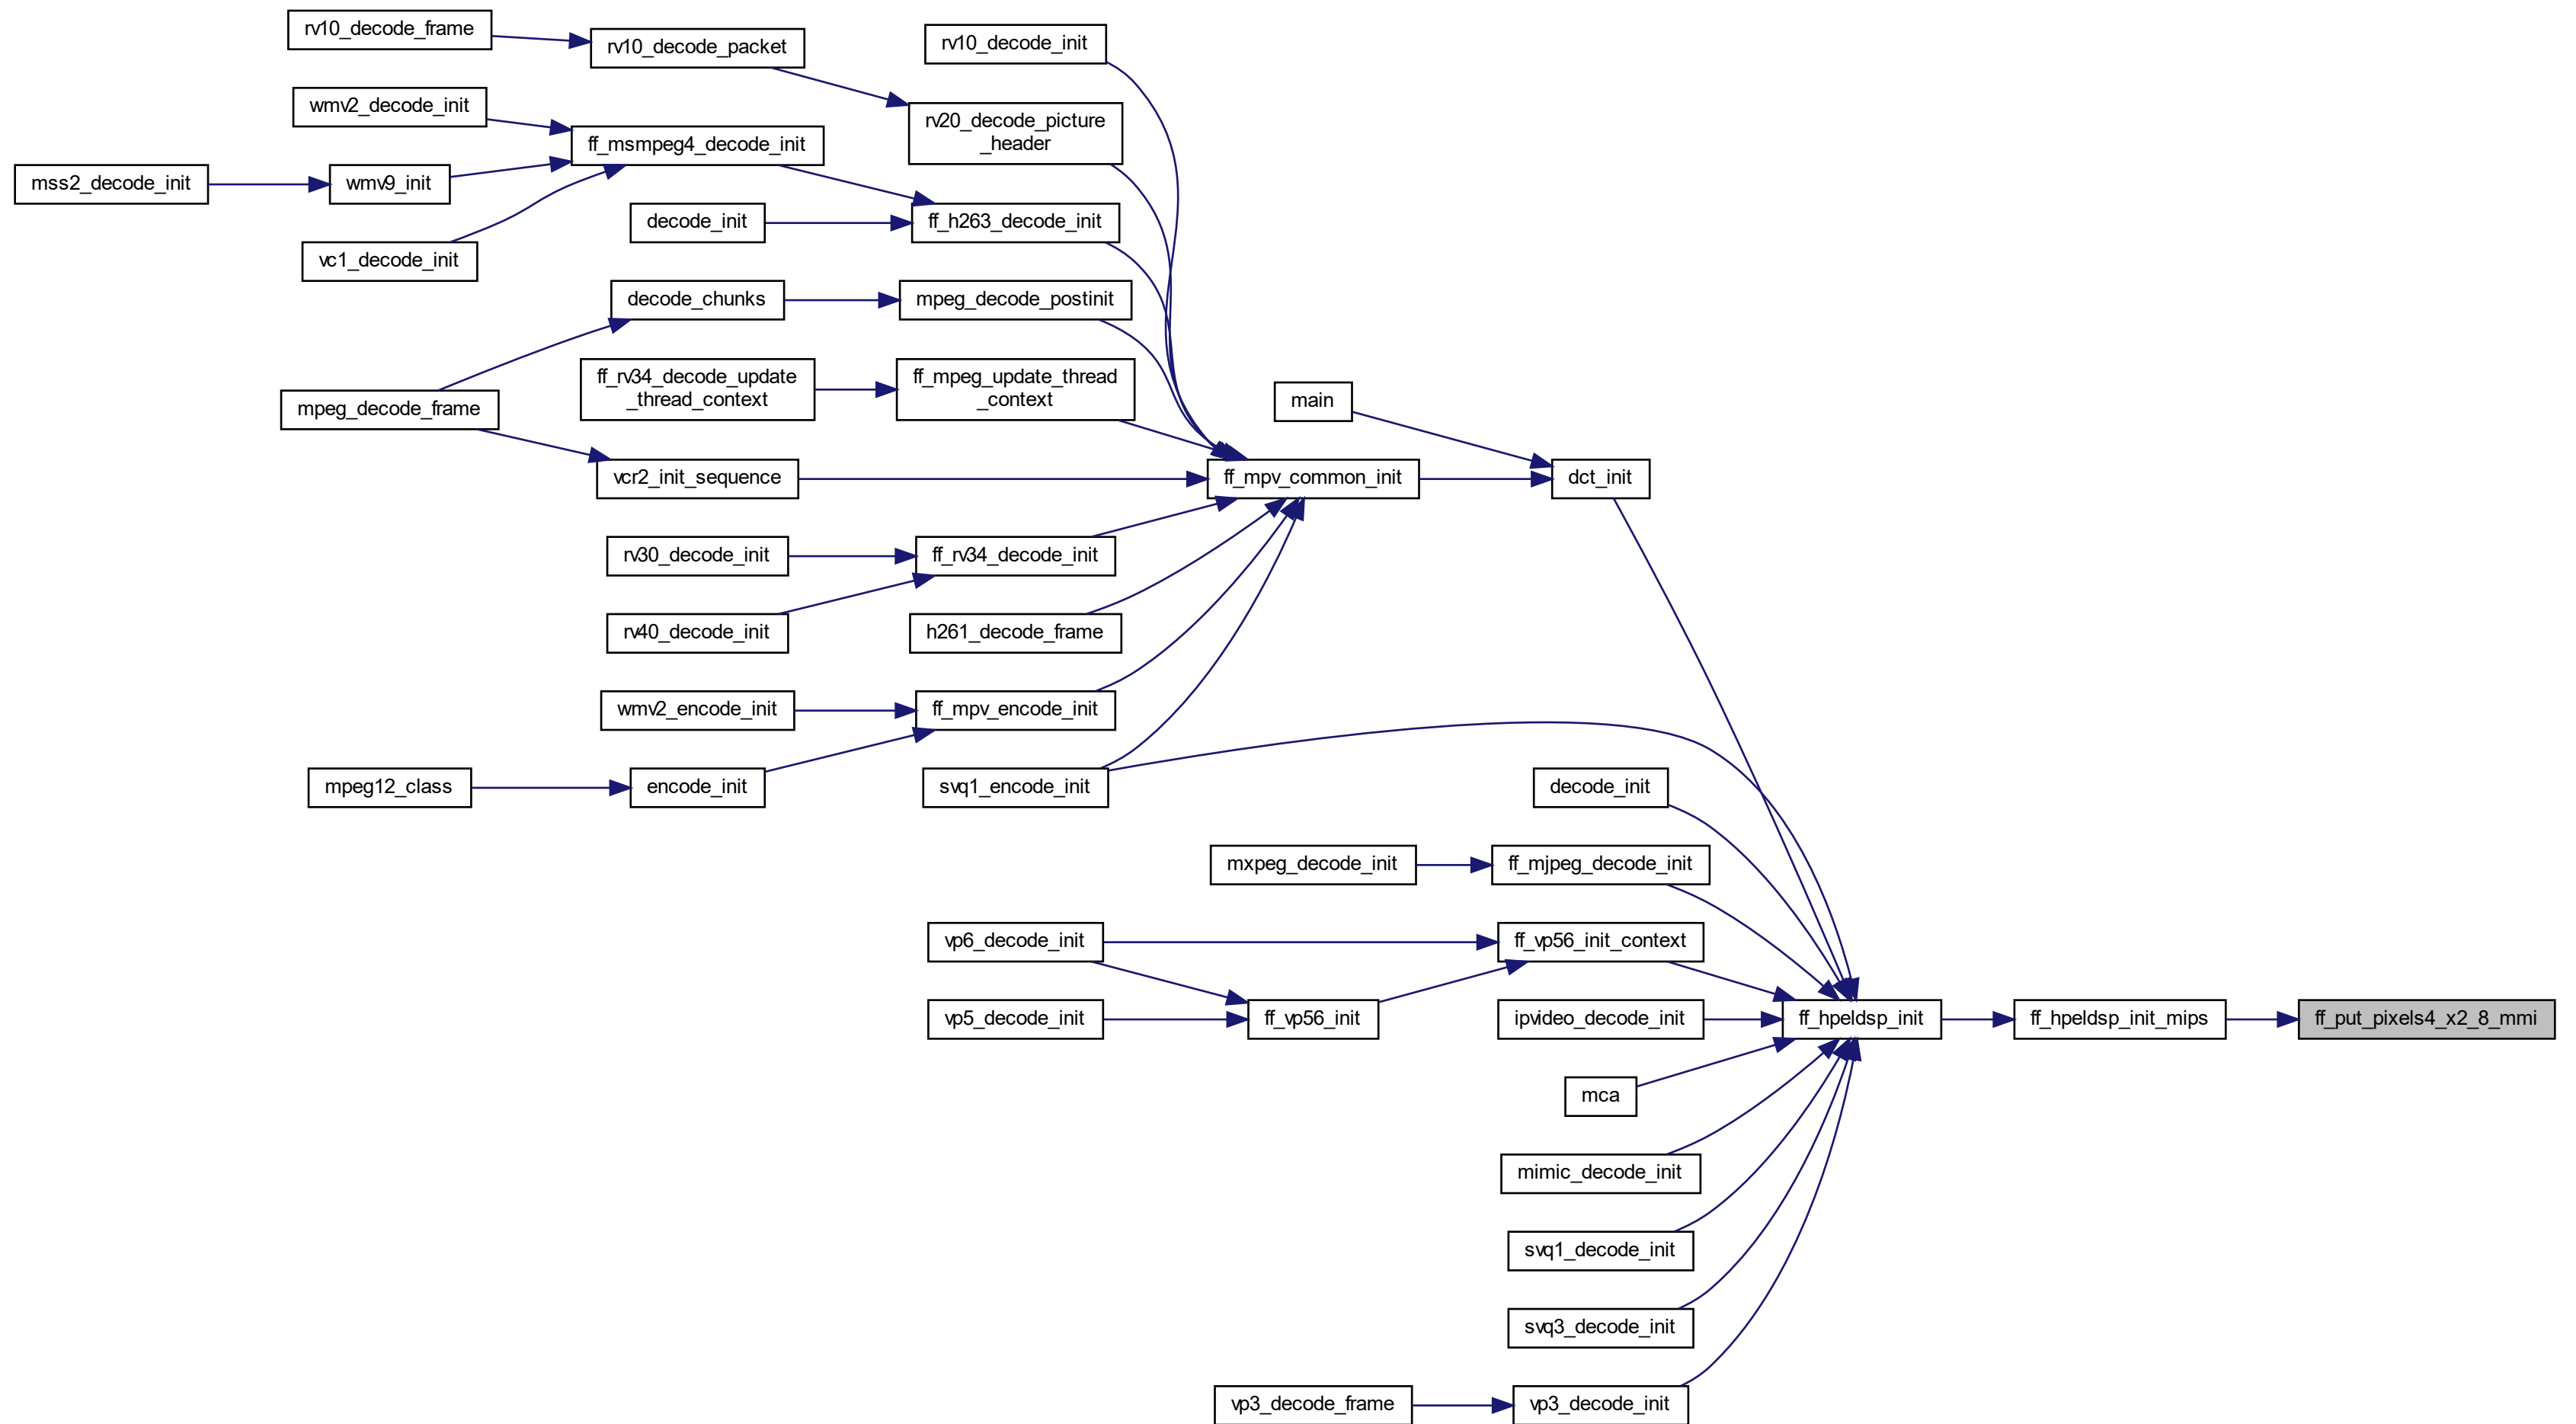 rv10_decode_frame
rv10_decode_packet
rv10_decode_init
wmv2_decode_init
rv20_decode_picture
_header
ff_msmpeg4_decode_init
mss2_decode_init
wmv9_init
decode_init
ff_h263_decode_init
vc1_decode_init
decode_chunks
mpeg_decode_postinit
ff_rv34_decode_update
_thread_context
ff_mpeg_update_thread
_context
mpeg_decode_frame
main
vcr2_init_sequence
ff_mpv_common_init
dct_init
rv30_decode_init
ff_rv34_decode_init
rv40_decode_init
h261_decode_frame
wmv2_encode_init
ff_mpv_encode_init
mpeg12_class
encode_init
svq1_encode_init
decode_init
mxpeg_decode_init
ff_mjpeg_decode_init
vp6_decode_init
ff_vp56_init_context
vp5_decode_init
ff_vp56_init
ipvideo_decode_init
ff_hpeldsp_init
ff_hpeldsp_init_mips
ff_put_pixels4_x2_8_mmi
mca
mimic_decode_init
svq1_decode_init
svq3_decode_init
vp3_decode_frame
vp3_decode_init